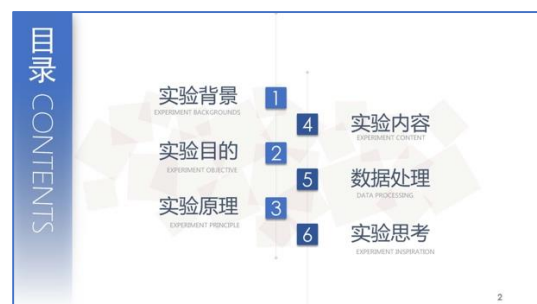 目录 CONTENTS
实验背景 1
EXPERIMENT BACKGROUNDS
实验目的 2
EXPERIMENT OBJECTIVE
实验原理 3
EXPERIMENT PRINCIPLE
4 实验内容
EXPERIMENT CONTENT
5 数据处理
DATA PROCESSING
6 实验思考
EXPERIMENT INSPIRATION
2